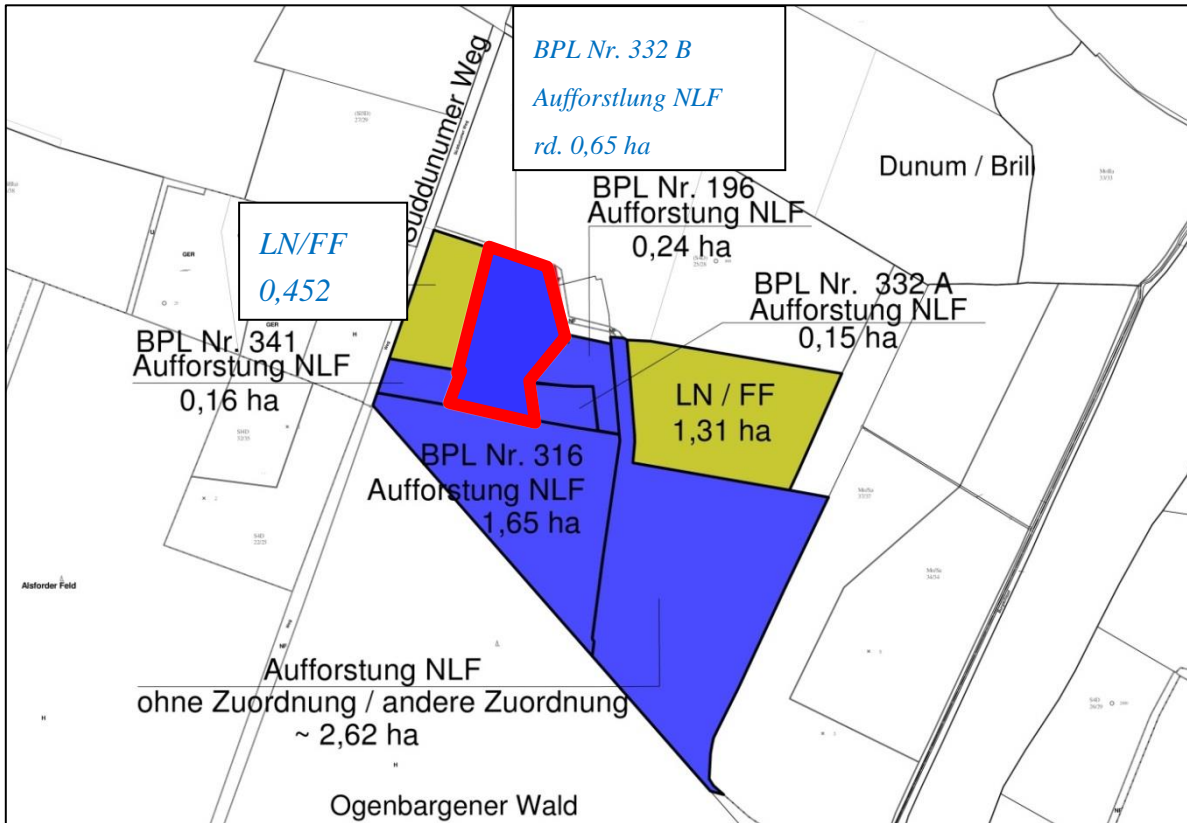 BPL Nr. 332 B
Aufforstlung NLF
rd. 0,65 ha
Süddunumer Weg
Dunum / Brill
BPL Nr. 196
Aufforstung NLF
0,24 ha
LN/FF
0,452
BPL Nr. 332 A
Aufforstung NLF
0,15 ha
BPL Nr. 341
Aufforstung NLF
0,16 ha
GER
GER
H
LN / FF
1,31 ha
BPL Nr. 316
Aufforstung NLF
1,65 ha
Alsforder Feld
NF
Aufforstung NLF
ohne Zuordnung / andere Zuordnung
~ 2,62 ha
H
H
Ogenbargener Wald
NF